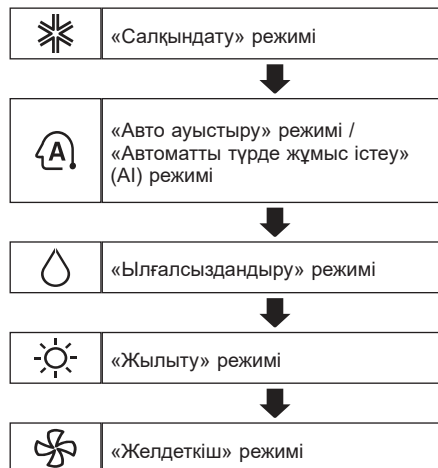 «Салқындату» режимі
A
«Авто ауыстыру» режимі /
«Автоматты түрде жұмыс істеу»
(AI) режимі
«Ылғалсыздандыру» режимі
«Жылыту» режимі
«Желдеткіш» режимі